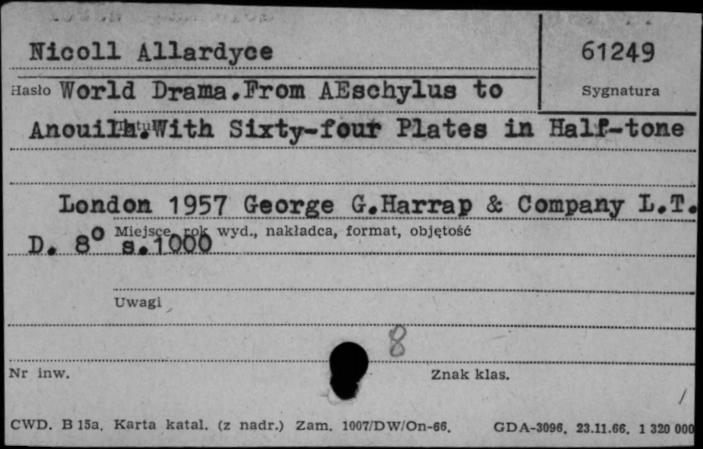 Nicoll Allardyce
61249
Hasło World Drama.From AEschylus to
Sygnatura
Anouilh.With Sixty-four Plates in Half-tone
London 1957 George G.Harrap & Company L.T.
Miejsce, rok wyd., nakładca, format, objętość
D. 8° s.1000
Uwagi
8
Nr inw.
Znak klas.
CWD. B 15a. Karta katal. (z nadr.) Zam. 1007/DW/On-66. GDA-3096. 23.11.66. 1 320 000